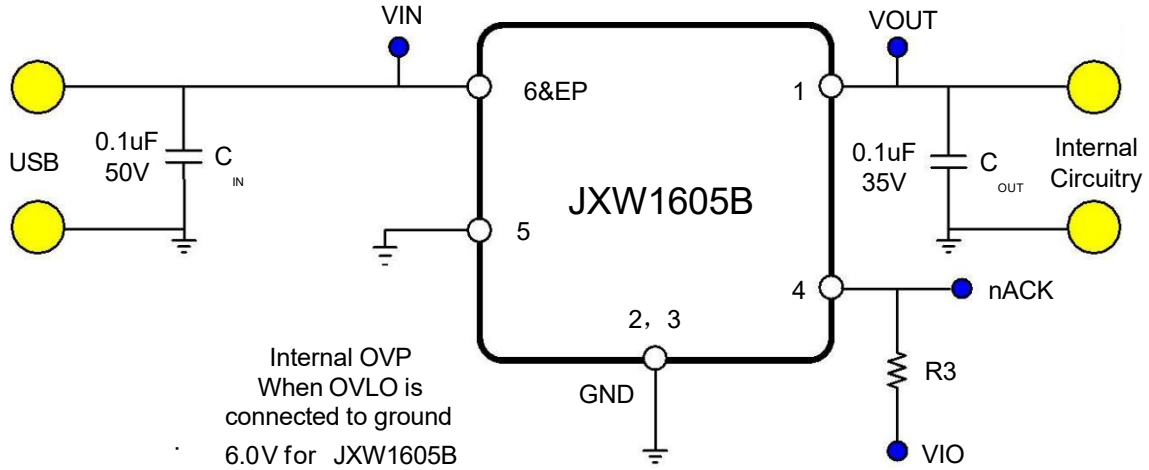 VIN
VOUT
6&EP
1
USB
0.1uF
50V
C IN
JXW1605B
0.1uF
35V
C OUT
Internal
Circuitry
5
4
nACK
2，3
GND
R3
VIO
Internal OVP
When OVLO is
connected to ground
6.0V for JXW1605B